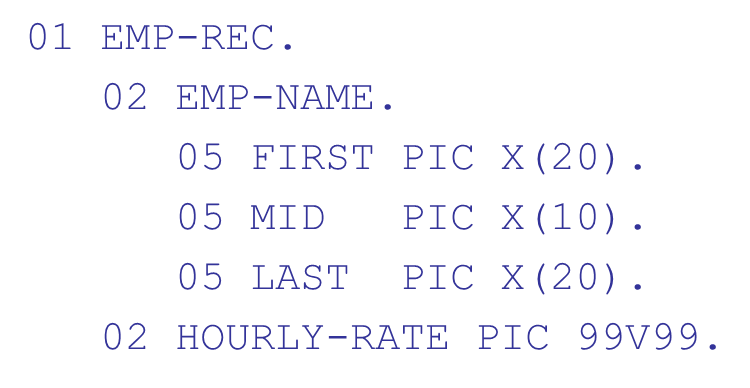 01 EMP-REC.
02 EMP-NAME.
05 FIRST PIC X(20).
05 MID   PIC X(10).
05 LAST  PIC X(20).
02 HOURLY-RATE PIC 99V99.